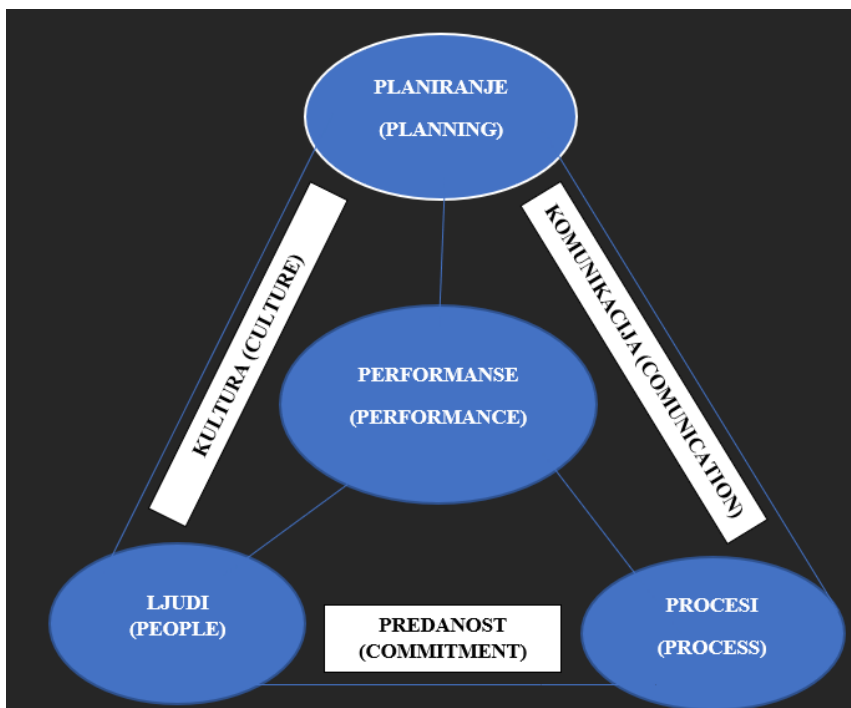 PLANIRANJE
(PLANNING)
KULTURA (CULTURE)
KOMUNIKACIJA (COMUNICATION)
PERFORMANSE
(PERFORMANCE)
LJUDI
(PEOPLE)
PREDANOST
(COMMITMENT)
PROCESI
(PROCESS)